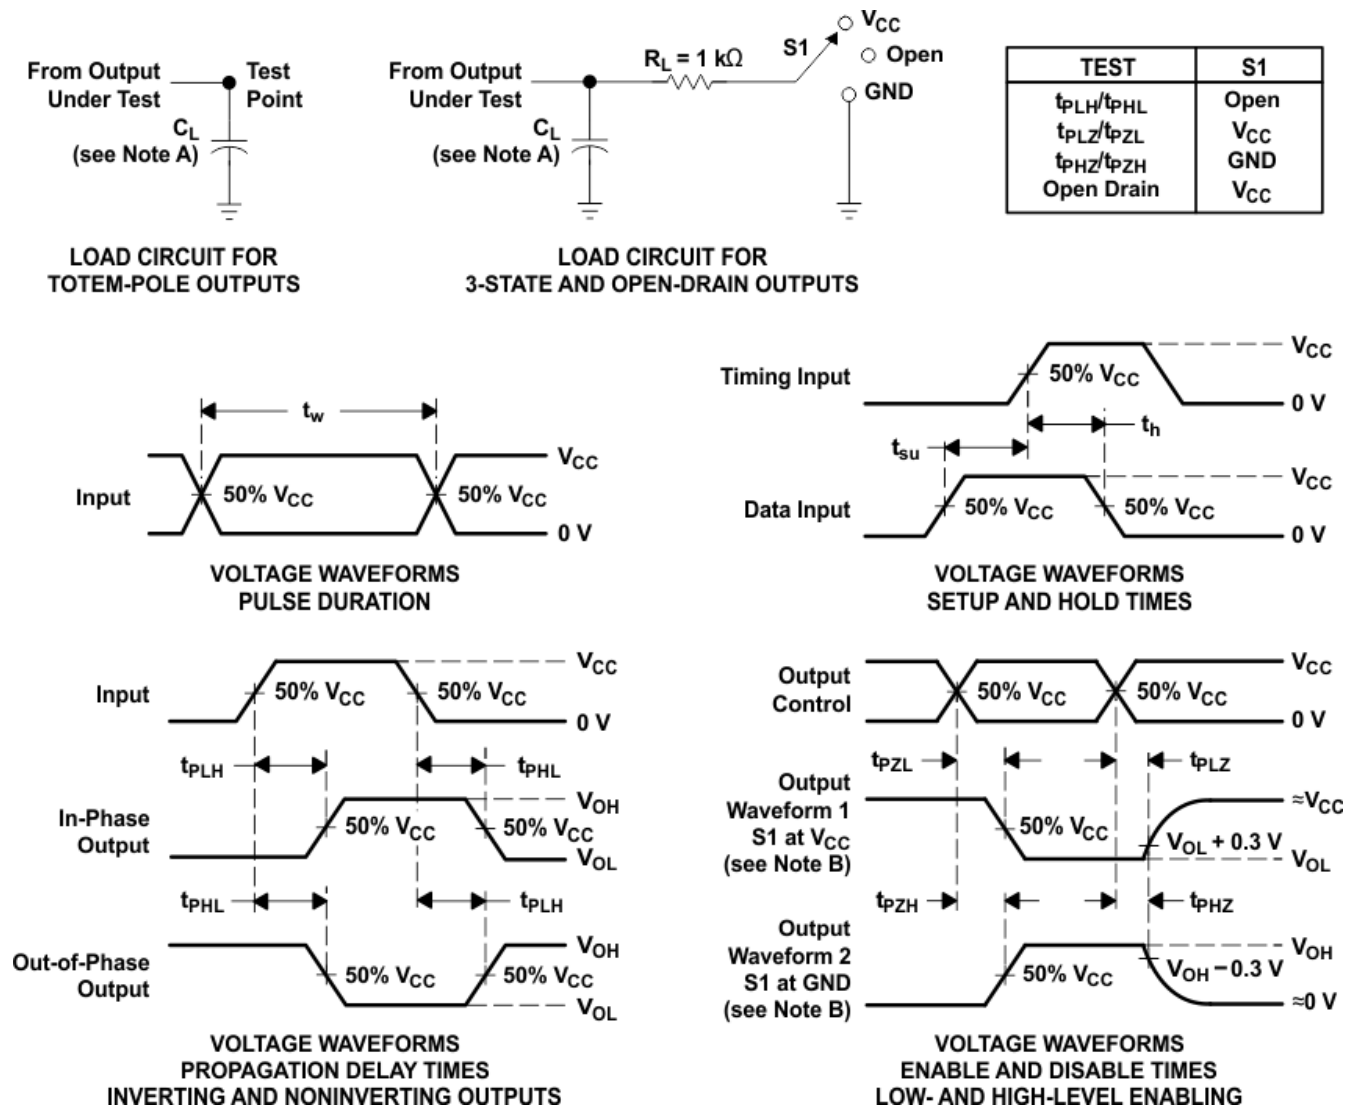 From Output
Under Test
Test
Point
CL
(see Note A)
LOAD CIRCUIT FOR
TOTEM-POLE OUTPUTS
From Output
Under Test
CL
(see Note A)
RL = 1 kΩ
S1
VCC
Open
GND
LOAD CIRCUIT FOR
3-STATE AND OPEN-DRAIN OUTPUTS
TEST S1
tPLH/tPHL Open
tPLZ/tPZL VCC
tPHZ/tPZH GND
Open Drain VCC
tw
Input
50% VCC
50% VCC
VCC
0 V
VOLTAGE WAVEFORMS
PULSE DURATION
Timing Input
50% VCC
VCC
0 V
th
tsu
Data Input
50% VCC
50% VCC
VCC
0 V
VOLTAGE WAVEFORMS
SETUP AND HOLD TIMES
Input
50% VCC
50% VCC
VCC
0 V
tPLH
tPHL
In-Phase
Output
50% VCC
50% VCC
VOH
VOL
tPHL
tPLH
Out-of-Phase
Output
50% VCC
50% VCC
VOH
VOL
VOLTAGE WAVEFORMS
PROPAGATION DELAY TIMES
INVERTING AND NONINVERTING OUTPUTS
Output
Control
50% VCC
50% VCC
VCC
0 V
tPZL
tPLZ
Output
Waveform 1
S1 at VCC
(see Note B)
50% VCC
VOL + 0.3 V
≈VCC
VOL
tPZH
tPHZ
Output
Waveform 2
S1 at GND
(see Note B)
50% VCC
VOH − 0.3 V
VOH
≈0 V
VOLTAGE WAVEFORMS
ENABLE AND DISABLE TIMES
LOW- AND HIGH-LEVEL ENABLING